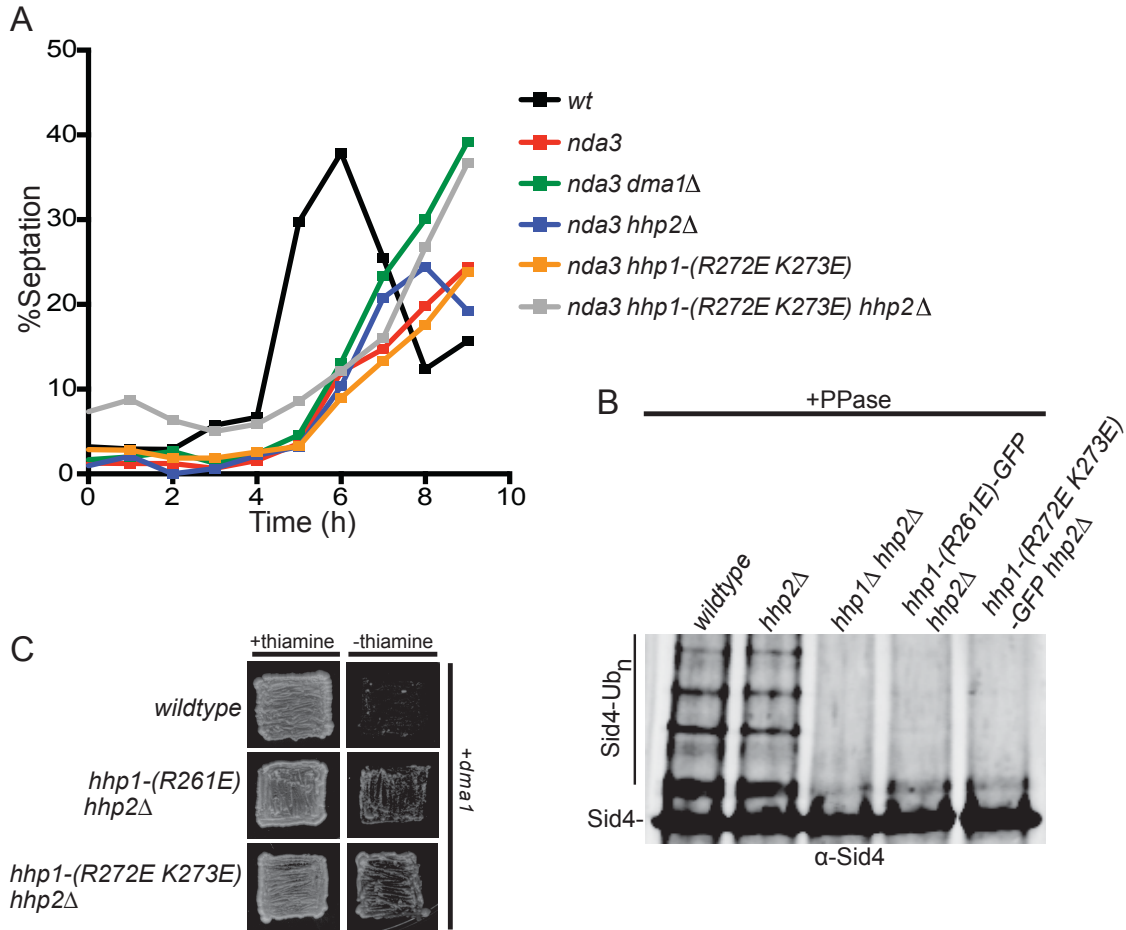 A
50
40
30
20
10
0
%Septation
0
2
4
6
8
10
Time (h)
wt
nda3
nda3 dma1Δ
nda3 hhp2Δ
nda3 hhp1-(R272E K273E)
nda3 hhp1-(R272E K273E) hhp2Δ
B
+PPase
wildtype
hhp2Δ
hhp1Δ hhp2Δ
hhp1-(R261E)-GFP
hhp2Δ
hhp1-(R272E K273E)
-GFP hhp2Δ
Sid4-Ubn
Sid4-
α-Sid4
C
+thiamine
-thiamine
wildtype
hhp1-(R261E)
hhp2Δ
hhp1-(R272E K273E)
hhp2Δ
+dma1